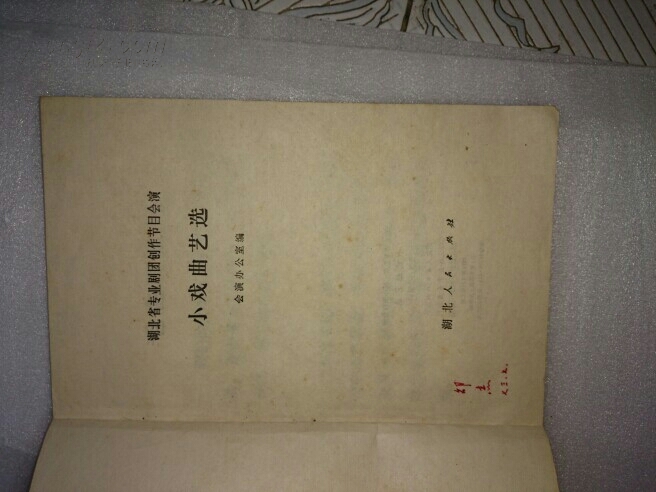 湖北省专业剧团创作节目会演
小戏曲艺选
会演办公室编
湖北人民出版社